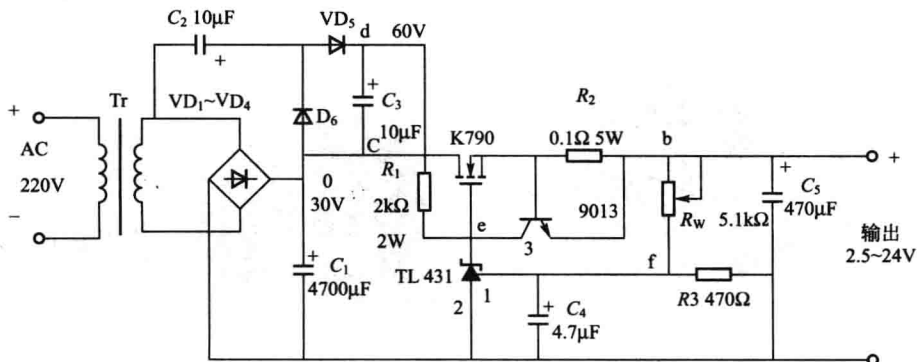 C₂ 10μF
VD₅
d
60V
+
Tr
VD₁~VD₄
D₆
+
C₃
10μF
R₂
+
AC
220V
−
C
K790
0.1Ω 5W
b
+
0
30V
R₁
2kΩ
2W
e
9013
3
R_W
5.1kΩ
+
C₅
470μF
输出
2.5~24V
+
C₁
4700μF
TL 431
2
1
f
R3 470Ω
+
C₄
4.7μF
−